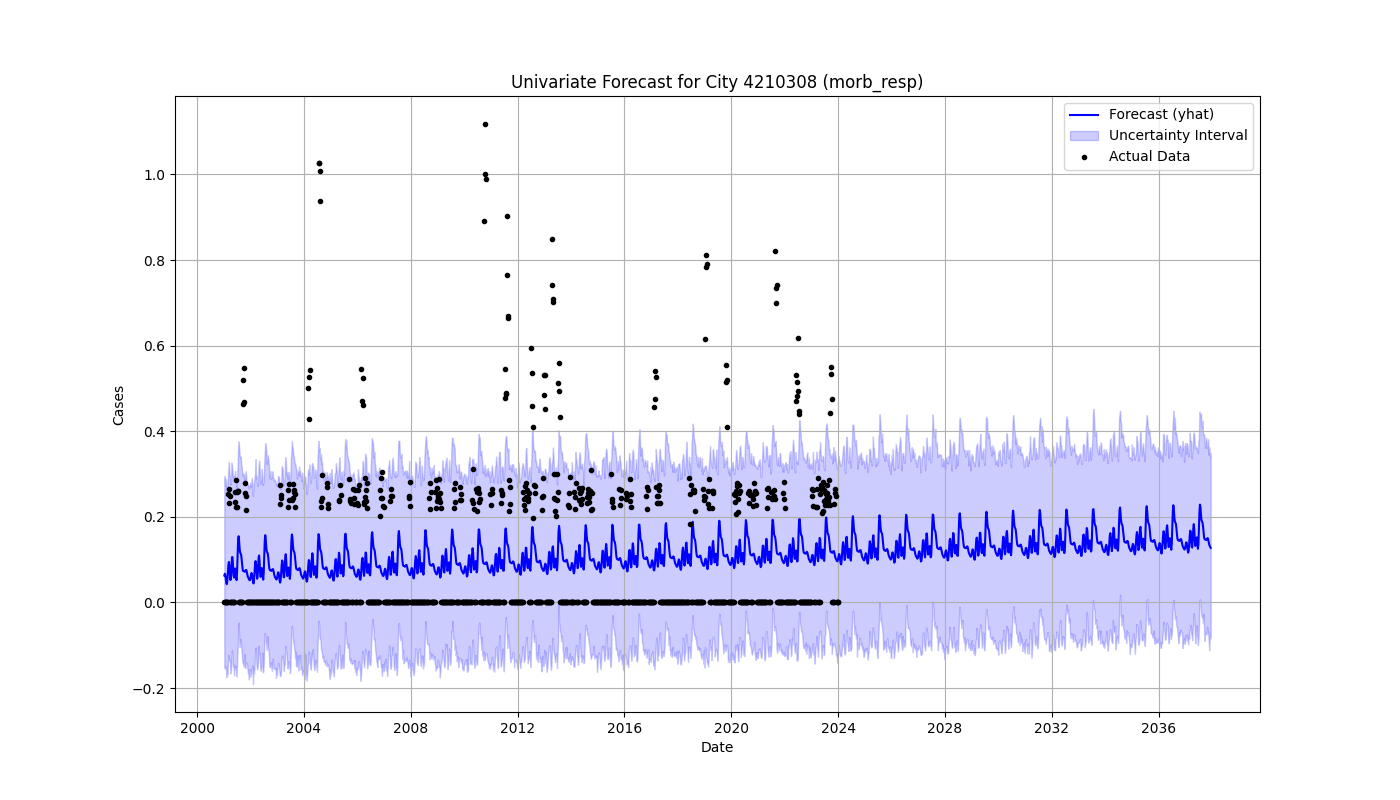 Univariate Forecast for City 4210308 (morb_resp)
Forecast (yhat)
Uncertainty Interval
Actual Data
Cases
1.0
0.8
0.6
0.4
0.2
0.0
−0.2
2000 2004 2008 2012 2016 2020 2024 2028 2032 2036
Date